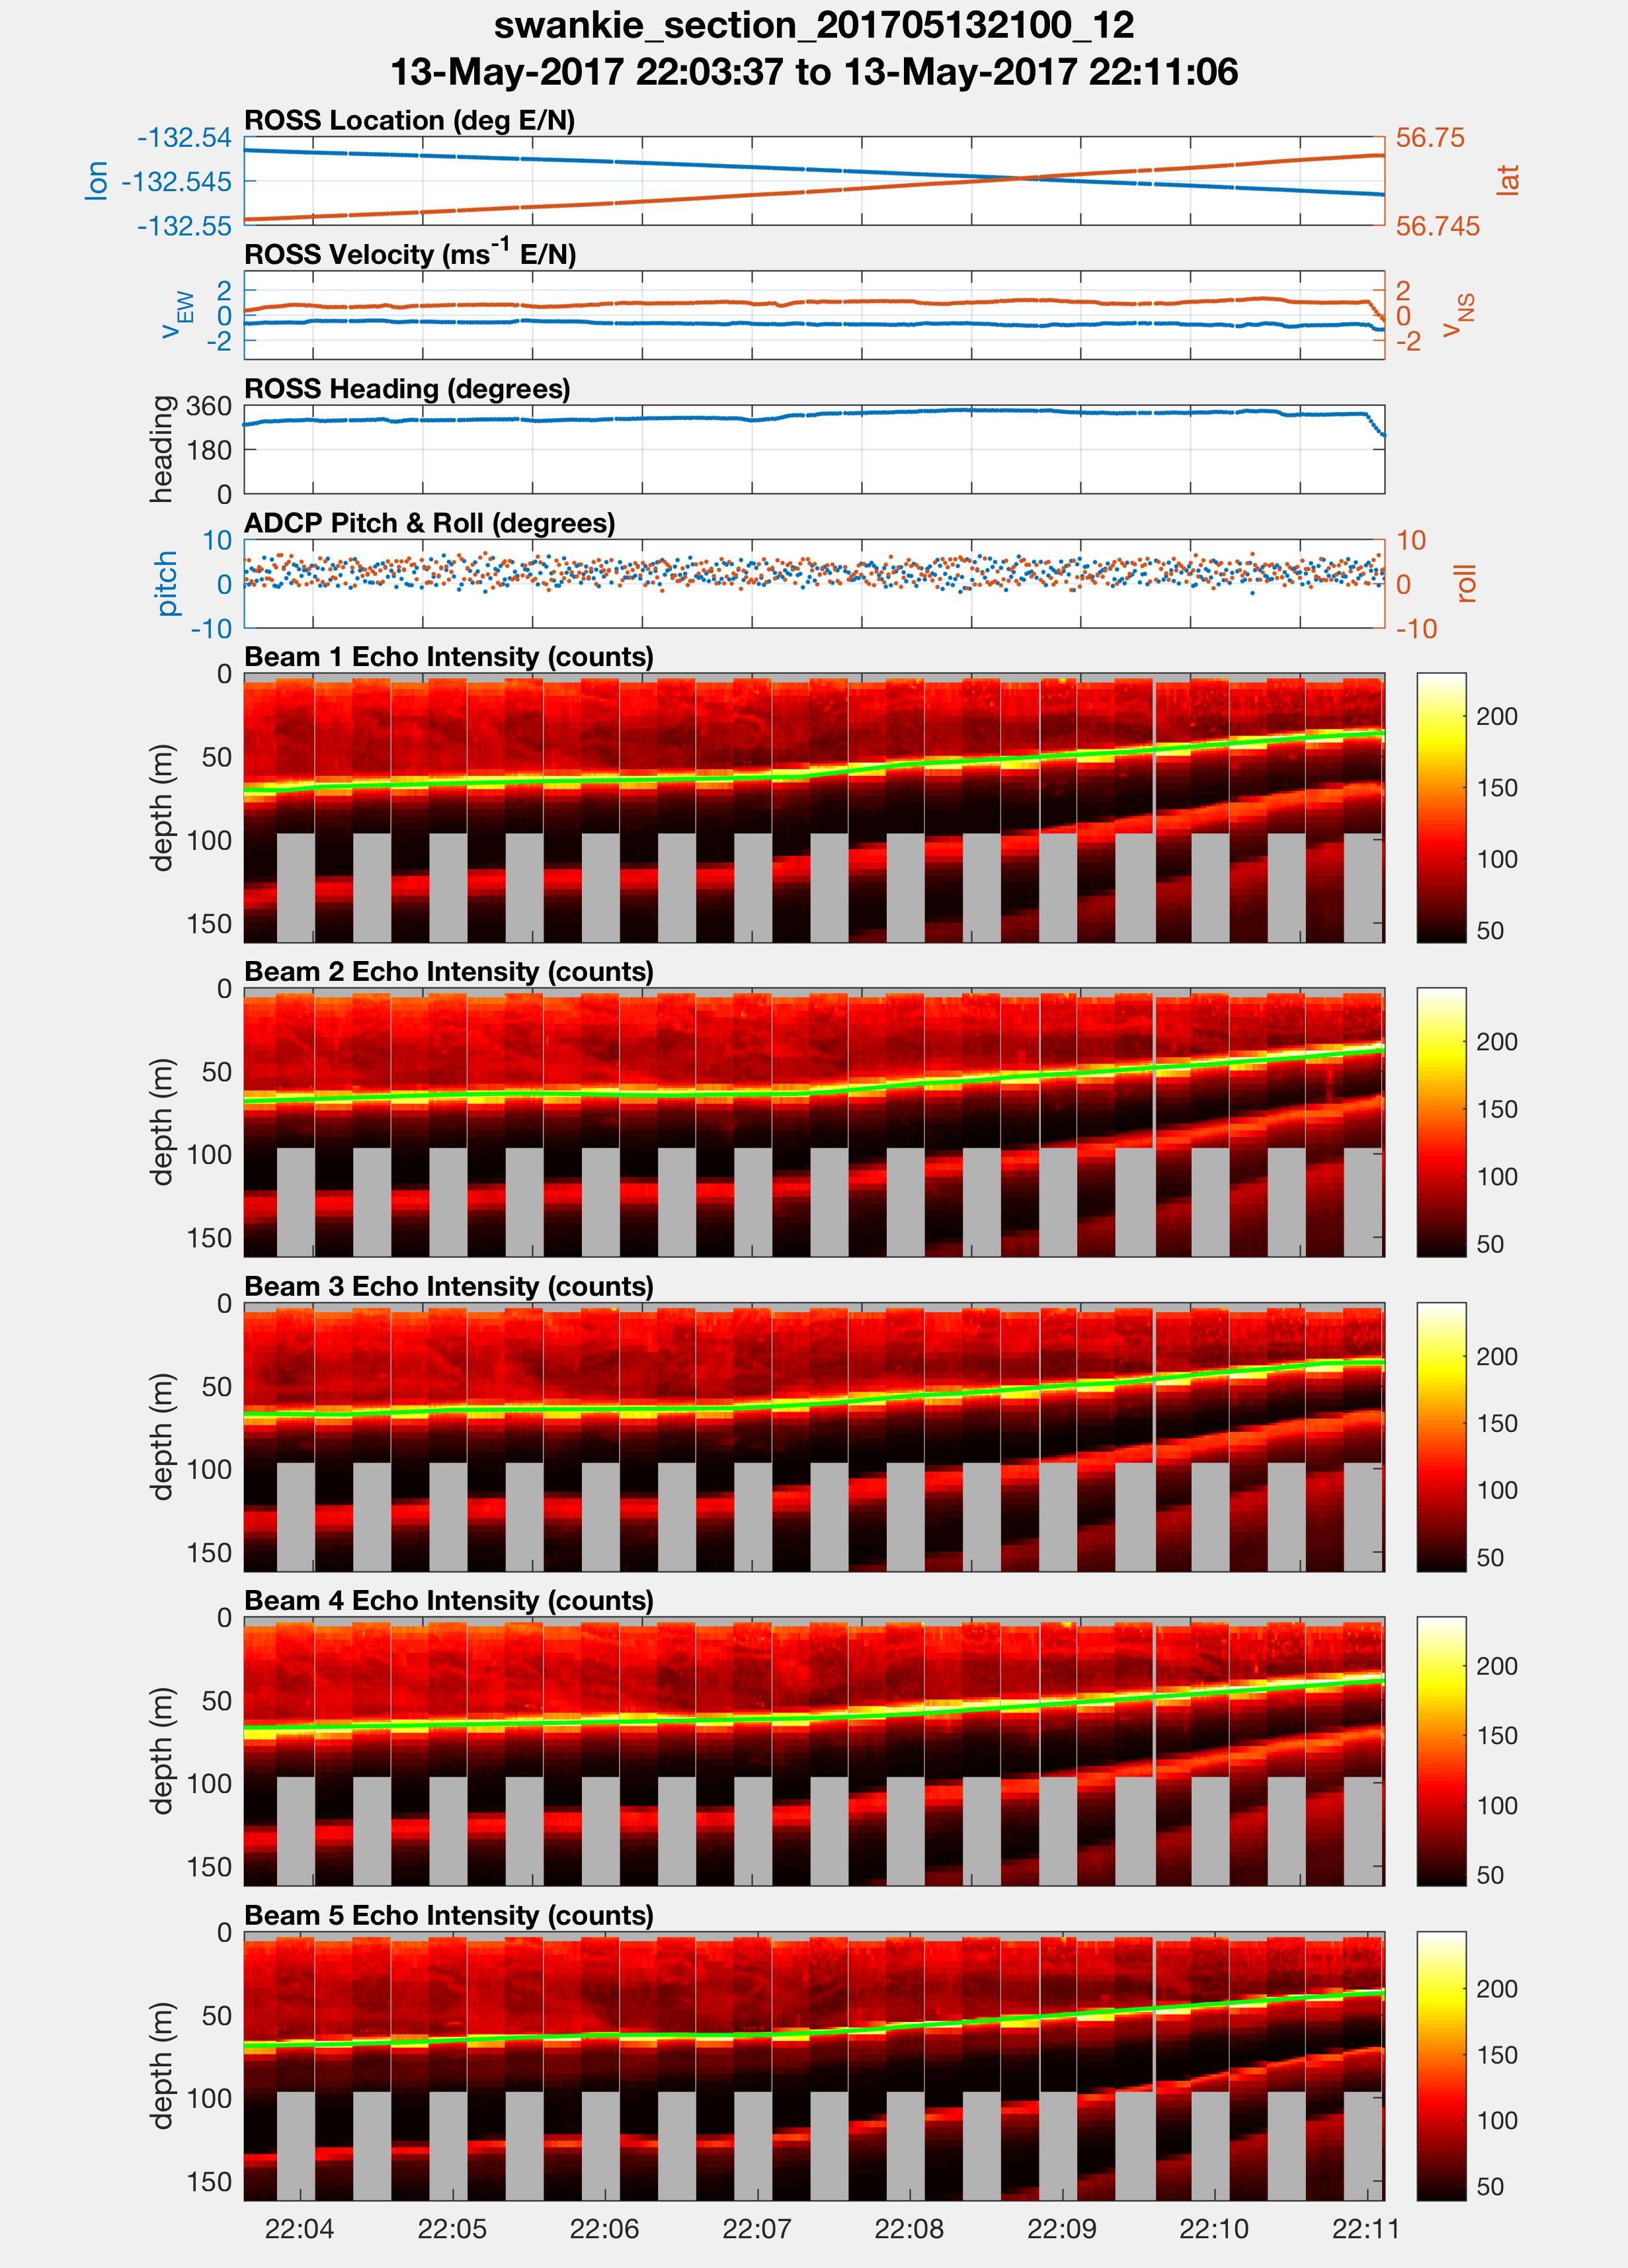 swankie_section_201705132100_12
13-May-2017 22:03:37 to 13-May-2017 22:11:06
ROSS Location (deg E/N)
-132.54
-132.545
-132.55
lon
56.75
56.745
lat
ROSS Velocity (ms-1 E/N)
2
0
-2
vEW
2
0
-2
vNS
ROSS Heading (degrees)
360
180
0
heading
ADCP Pitch & Roll (degrees)
10
0
-10
pitch
10
0
-10
roll
Beam 1 Echo Intensity (counts)
0
50
100
150
depth (m)
200
150
100
50
Beam 2 Echo Intensity (counts)
0
50
100
150
depth (m)
200
150
100
50
Beam 3 Echo Intensity (counts)
0
50
100
150
depth (m)
200
150
100
50
Beam 4 Echo Intensity (counts)
0
50
100
150
depth (m)
200
150
100
50
Beam 5 Echo Intensity (counts)
0
50
100
150
depth (m)
200
150
100
50
22:04 22:05 22:06 22:07 22:08 22:09 22:10 22:11